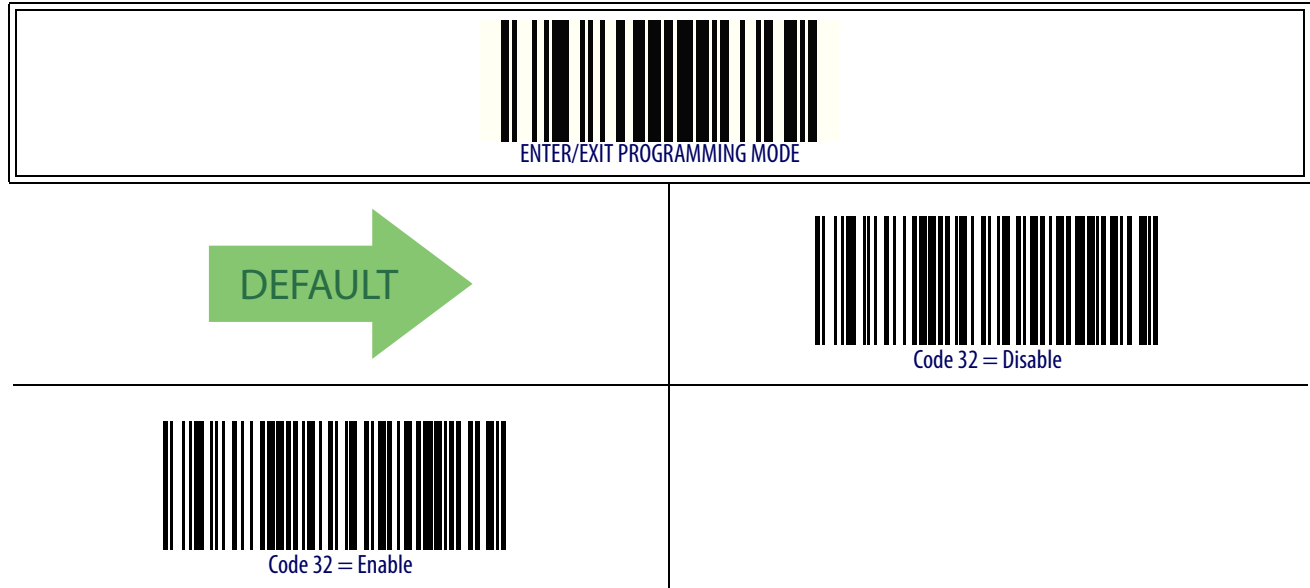 ENTER/EXIT PROGRAMMING MODE
DEFAULT
Code 32 = Disable
Code 32 = Enable